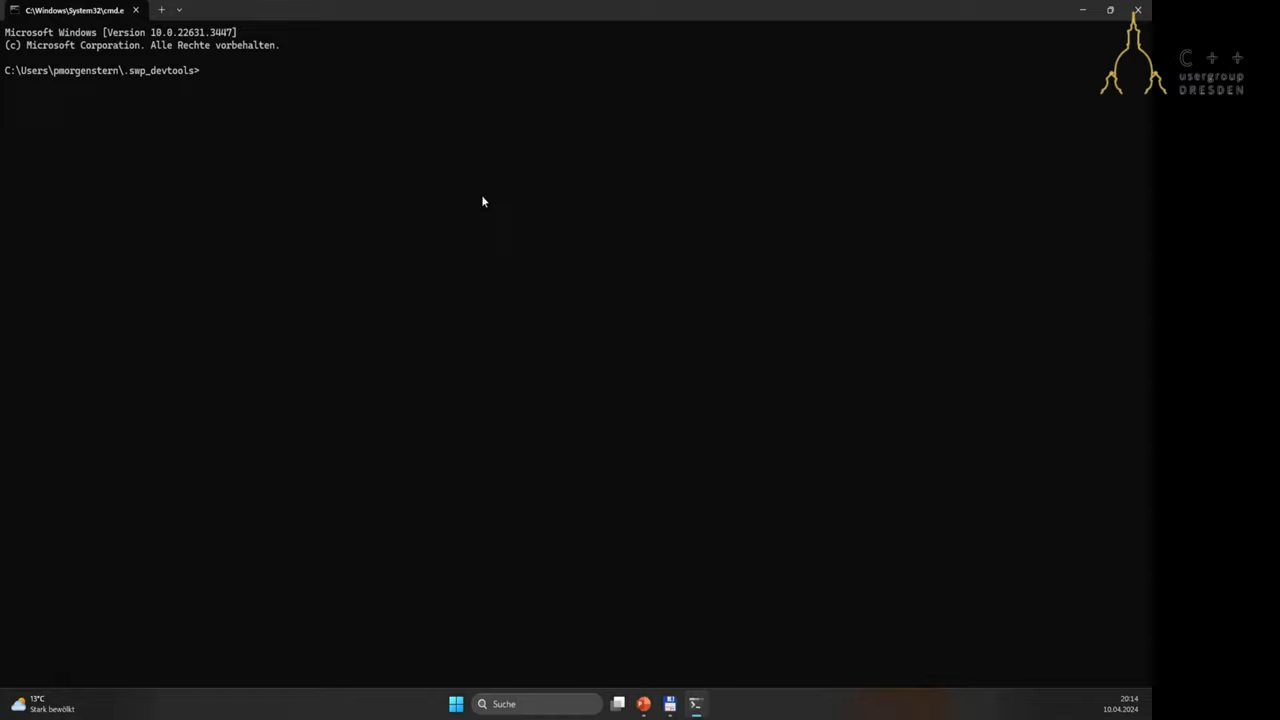 C:\Windows\System32\cmd.e
Microsoft Windows [Version 10.0.22631.3447]
(c) Microsoft Corporation. Alle Rechte vorbehalten.
C:\Users\pmorgenstern\.swp_devtools>
C + +
usergroup
DRESDEN
13°C
Stark bewölkt
Suche
20:14
10.04.2024